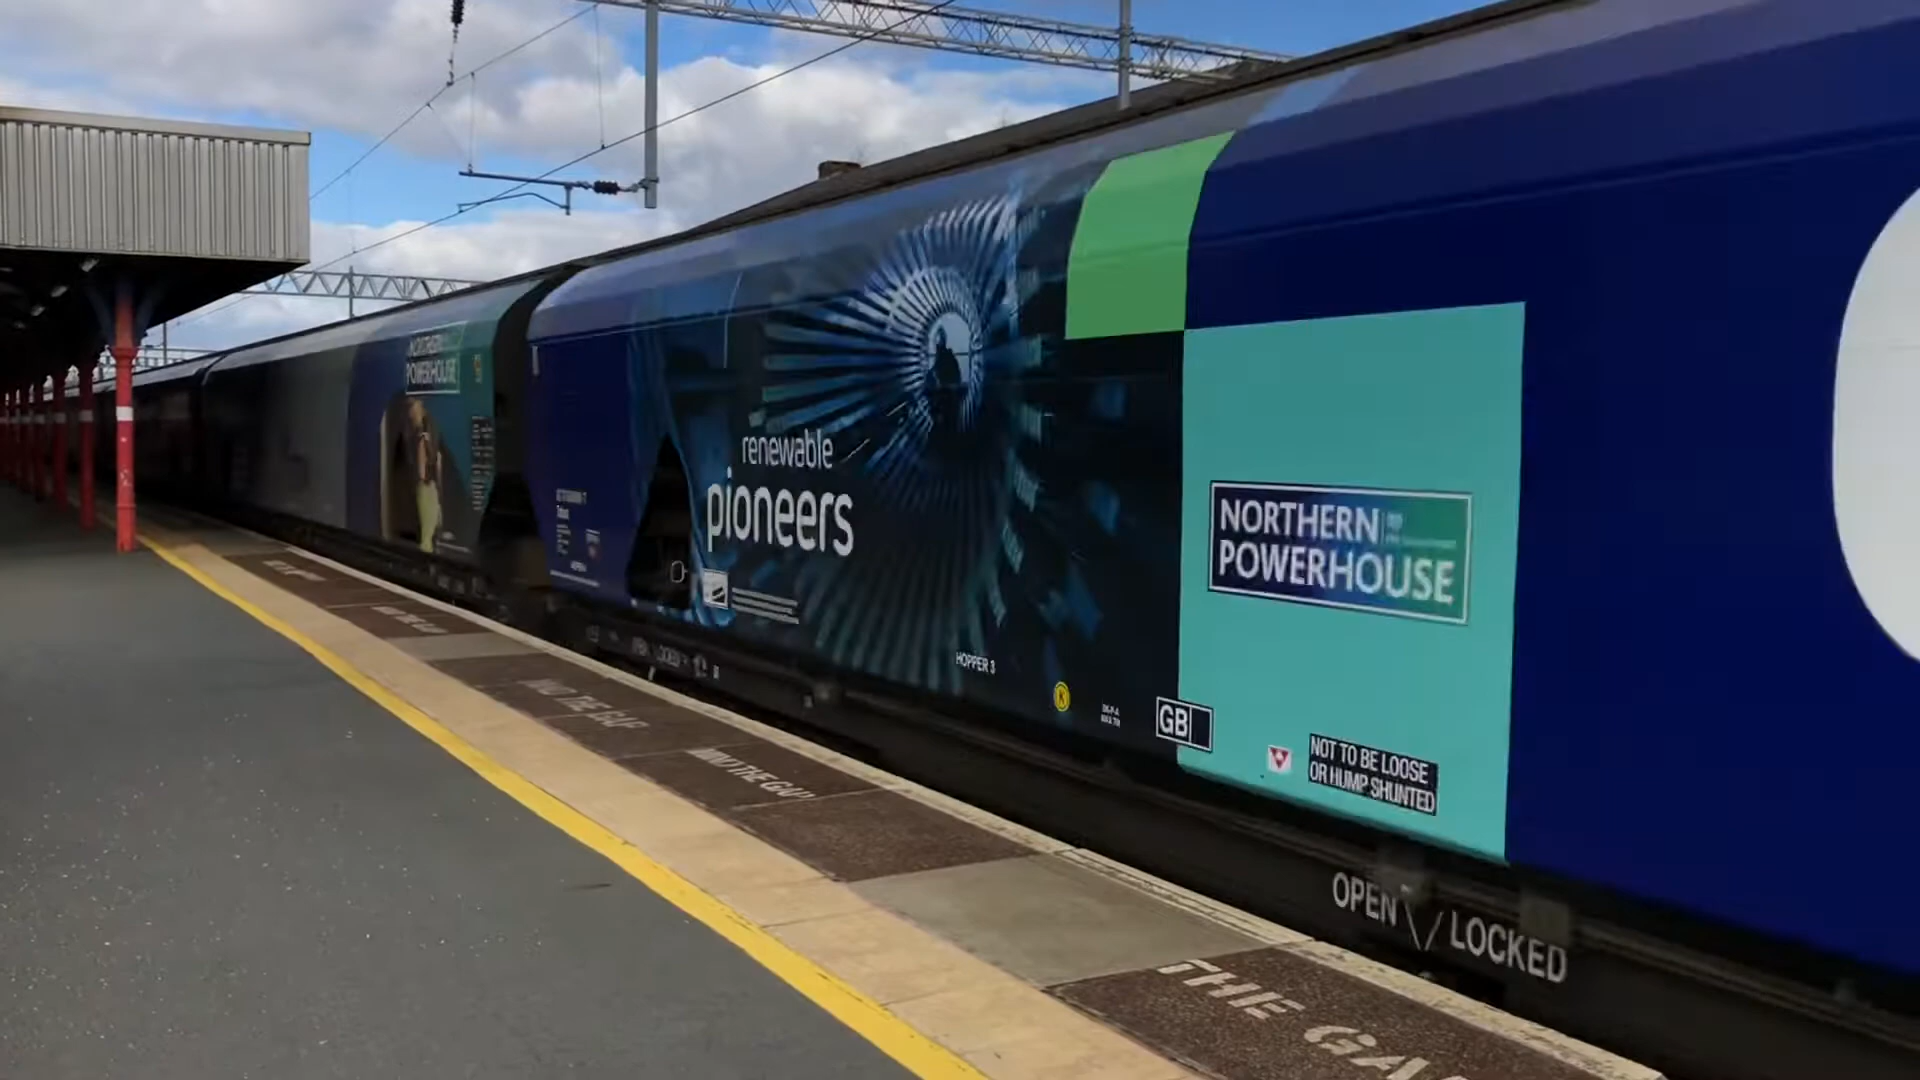 NORTHERN
POWERHOUSE
renewable
pioneers
HOPPER 3
K
GB
NORTHERN
POWERHOUSE
NOT TO BE LOOSE
OR HUMP SHUNTED
OPEN LOCKED
MIND THE GAP
MIND THE GAP
THE GAP